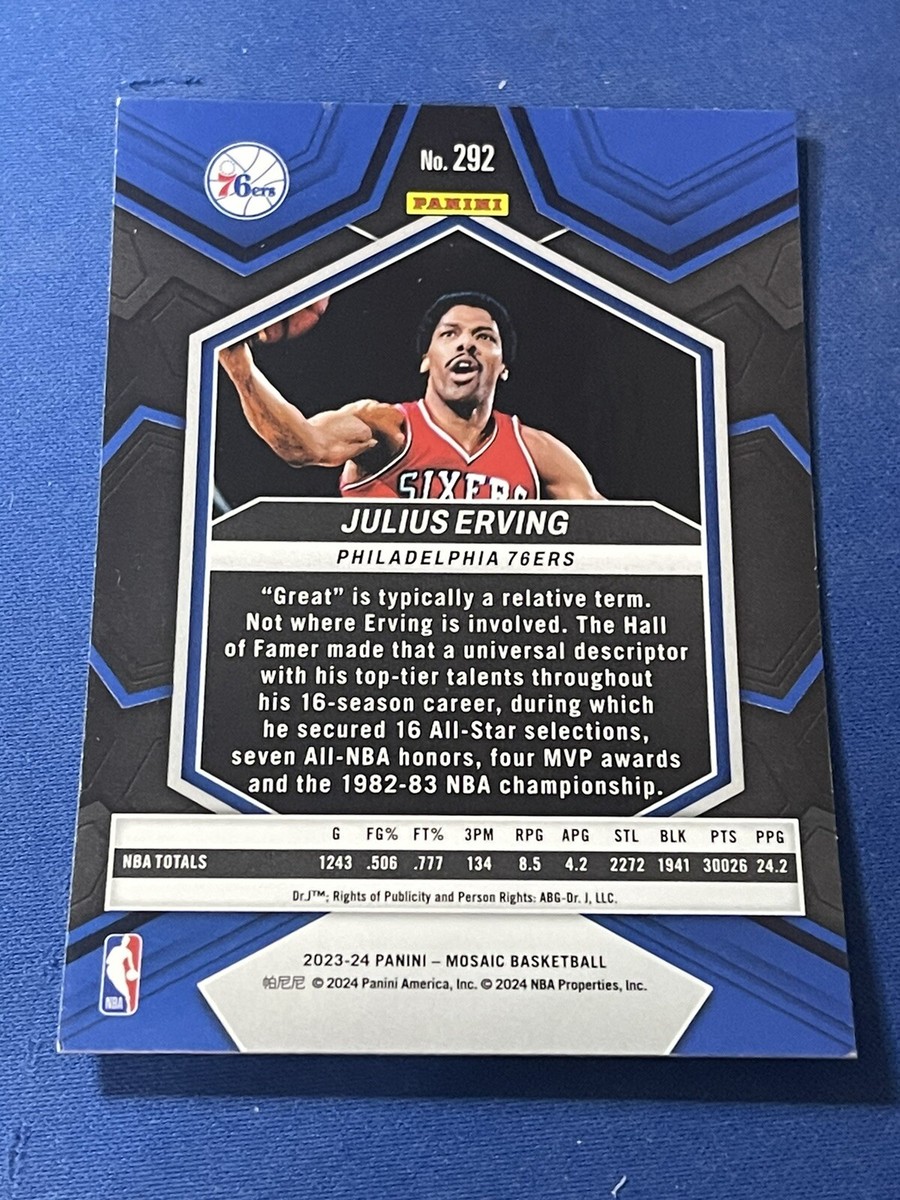 No. 292
76ers
PANINI
SIXERS
JULIUS ERVING
PHILADELPHIA 76ERS
“Great” is typically a relative term.
Not where Erving is involved. The Hall
of Famer made that a universal descriptor
with his top-tier talents throughout
his 16-season career, during which
he secured 16 All-Star selections,
seven All-NBA honors, four MVP awards
and the 1982-83 NBA championship.
G FG% FT% 3PM RPG APG STL BLK PTS PPG
NBA TOTALS 1243 .506 .777 134 8.5 4.2 2272 1941 30026 24.2
Dr.J™; Rights of Publicity and Person Rights: ABG-Dr. J, LLC.
2023-24 PANINI – MOSAIC BASKETBALL
帕尼尼 © 2024 Panini America, Inc. © 2024 NBA Properties, Inc.
NBA